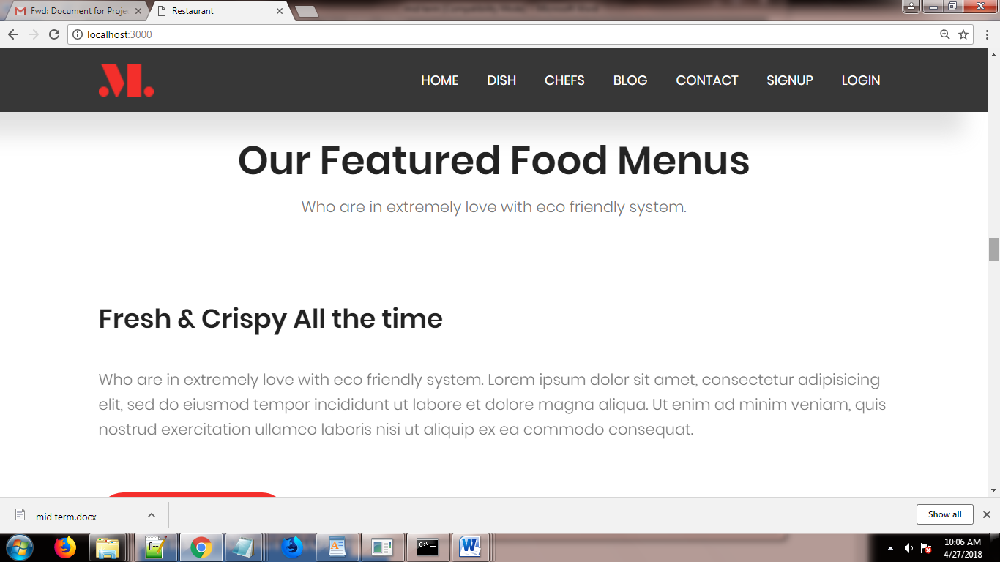 Fwd: Document for Proje
Restaurant
localhost:3000
M.
HOME DISH CHEFS BLOG CONTACT SIGNUP LOGIN
Our Featured Food Menus
Who are in extremely love with eco friendly system.
Fresh & Crispy All the time
Who are in extremely love with eco friendly system. Lorem ipsum dolor sit amet, consectetur adipisicing
elit, sed do eiusmod tempor incididunt ut labore et dolore magna aliqua. Ut enim ad minim veniam, quis
nostrud exercitation ullamco laboris nisi ut aliquip ex ea commodo consequat.
mid term.docx
Show all
10:06 AM
4/27/2018